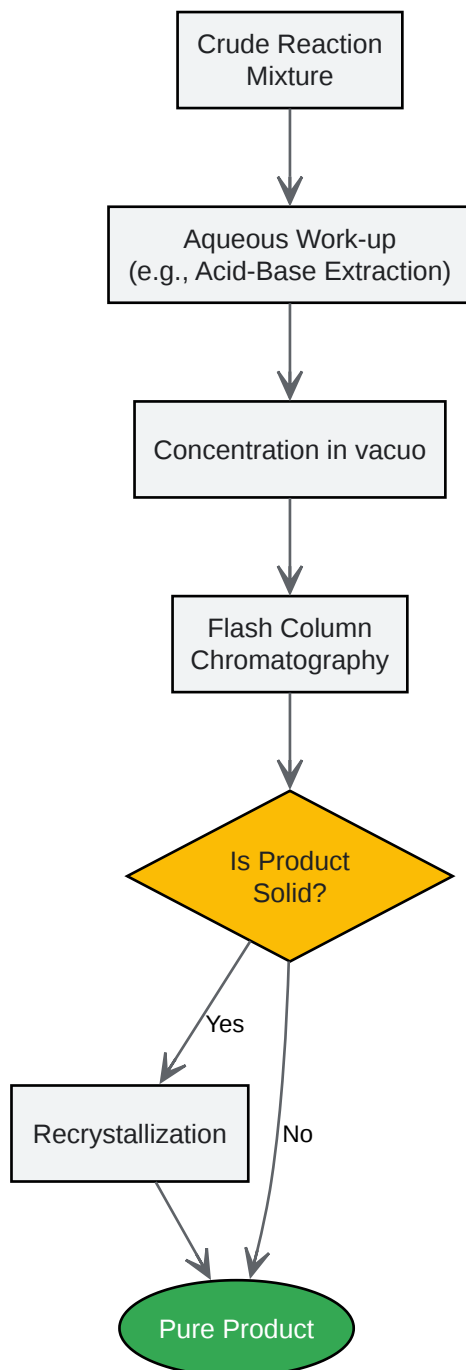 Crude Reaction
Mixture
Aqueous Work-up
(e.g., Acid-Base Extraction)
Concentration in vacuo
Flash Column
Chromatography
Is Product
Solid?
Yes
Recrystallization
No
Pure Product